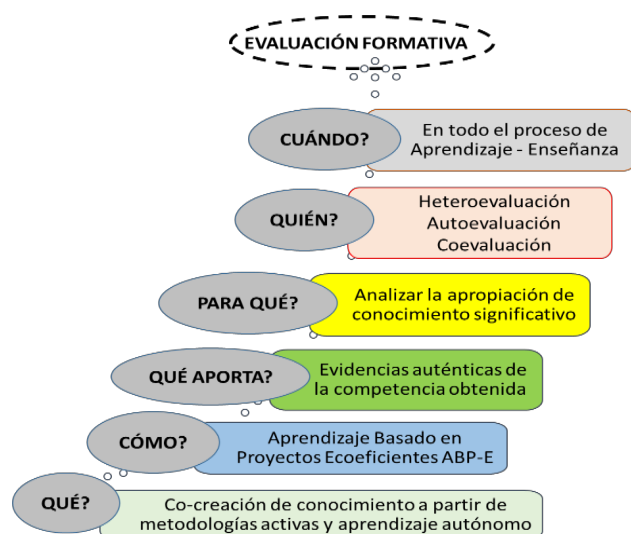 EVALUACIÓN FORMATIVA
CUÁNDO?
En todo el proceso de
Aprendizaje - Enseñanza
QUIÉN?
Heteroevaluación
Autoevaluación
Coevaluación
PARA QUÉ?
Analizar la apropiación de
conocimiento significativo
QUÉ APORTA?
Evidencias auténticas de
la competencia obtenida
CÓMO?
Aprendizaje Basado en
Proyectos Ecoeficientes ABP-E
QUÉ?
Co-creación de conocimiento a partir de
metodologías activas y aprendizaje autónomo